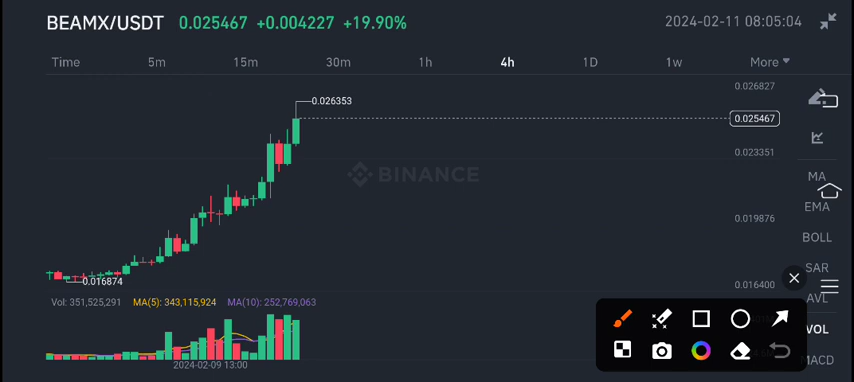 BEAMX/USDT 0.025467 +0.004227 +19.90% 2024-02-11 08:05:04
Time 5m 15m 30m 1h 4h 1D 1w More
0.026827
0.026353
0.025467
0.023351
BINANCE
MA
EMA
0.019876
BOLL
SAR
0.016874
0.016400
AVL
Vol: 351,525,291 MA(5): 343,115,924 MA(10): 252,769,063
VOL
MACD
2024-02-09 13:00